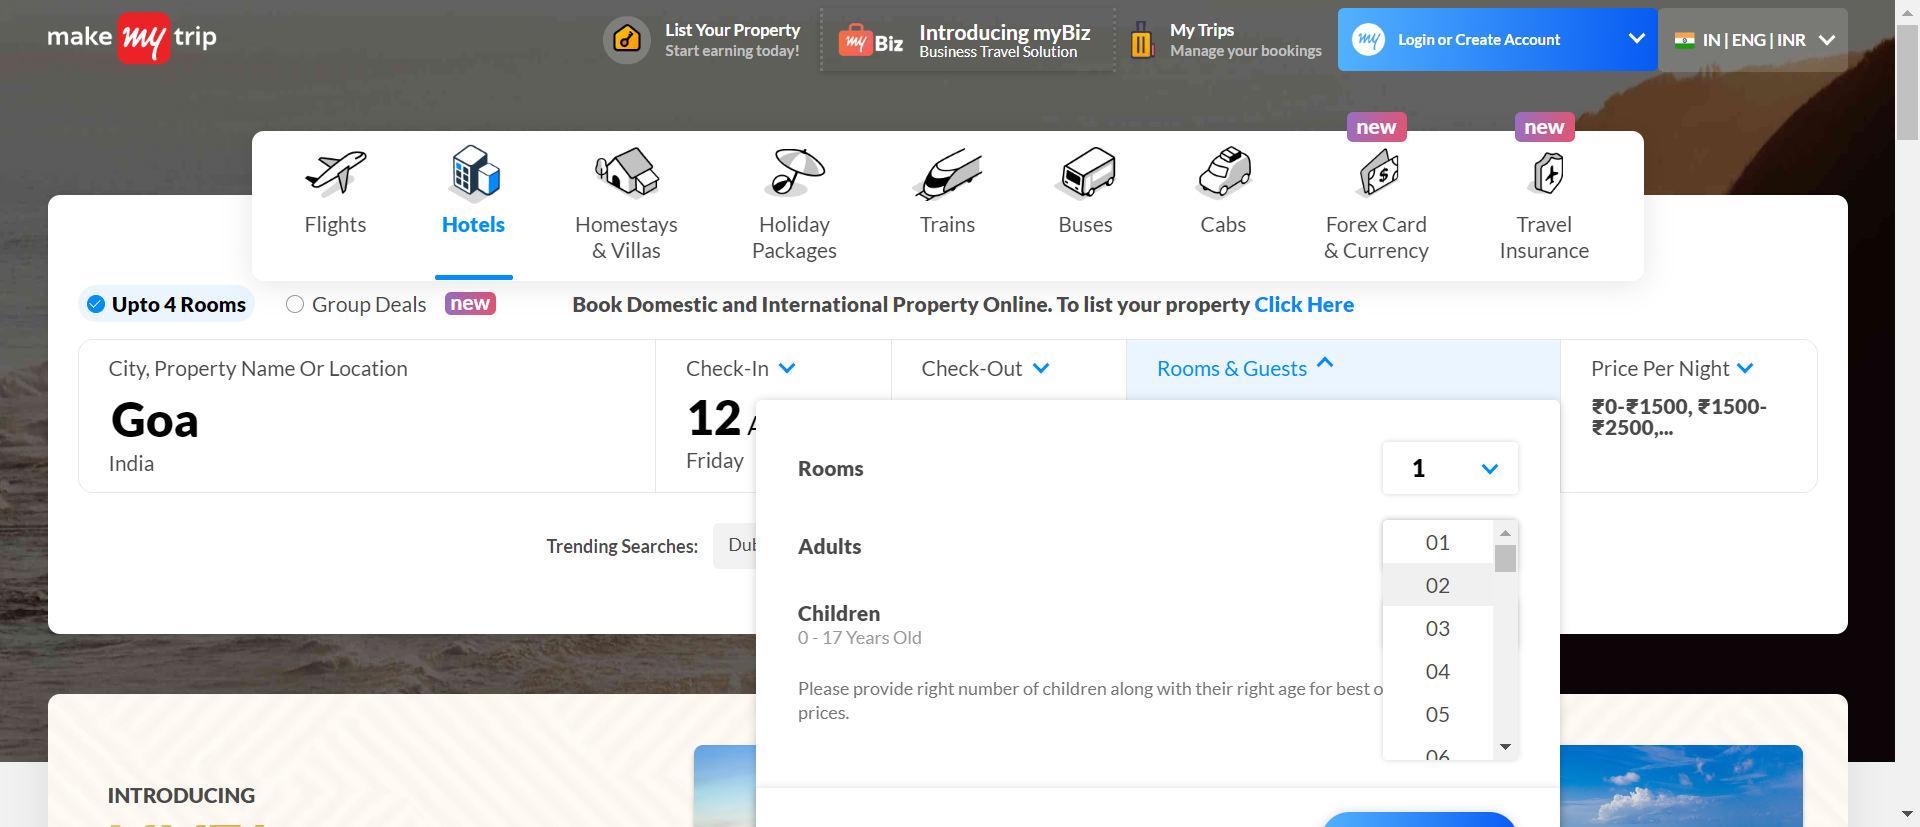 make my trip
List Your Property
Start earning today!
my Biz
Introducing myBiz
Business Travel Solution
My Trips
Manage your bookings
my
Login or Create Account
IN | ENG | INR
new
new
Flights
Hotels
Homestays
& Villas
Holiday
Packages
Trains
Buses
Cabs
Forex Card
& Currency
Travel
Insurance
Upto 4 Rooms
Group Deals
new
Book Domestic and International Property Online. To list your property Click Here
City, Property Name Or Location
Goa
India
Check-In
12
Friday
Check-Out
Rooms & Guests
Price Per Night
₹0-₹1500, ₹1500-
₹2500,...
Rooms
1
Trending Searches:
Adults
01
02
03
04
05
06
Children
0 - 17 Years Old
Please provide right number of children along with their right age for best
prices.
INTRODUCING